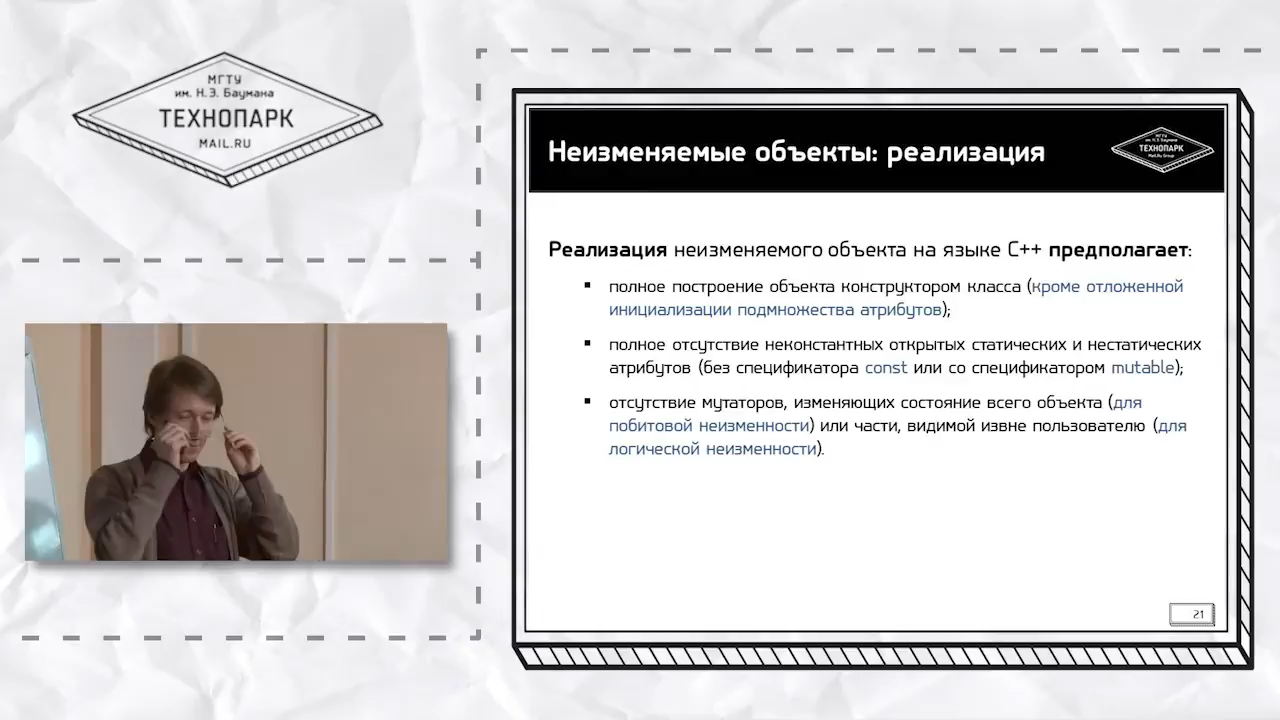 МГТУ
им. Н.Э. Баумана
ТЕХНОПАРК
MAIL.RU
Неизменяемые объекты: реализация
МГТУ
им. Н.Э. Баумана
ТЕХНОПАРК
Mail.Ru Group
Реализация неизменяемого объекта на языке C++ предполагает:
▪ полное построение объекта конструктором класса (кроме отложенной
инициализации подмножества атрибутов);
▪ полное отсутствие неконстантных открытых статических и нестатических
атрибутов (без спецификатора const или со спецификатором mutable);
▪ отсутствие мутаторов, изменяющих состояние всего объекта (для
побитовой неизменности) или части, видимой извне пользователю (для
логической неизменности).
21